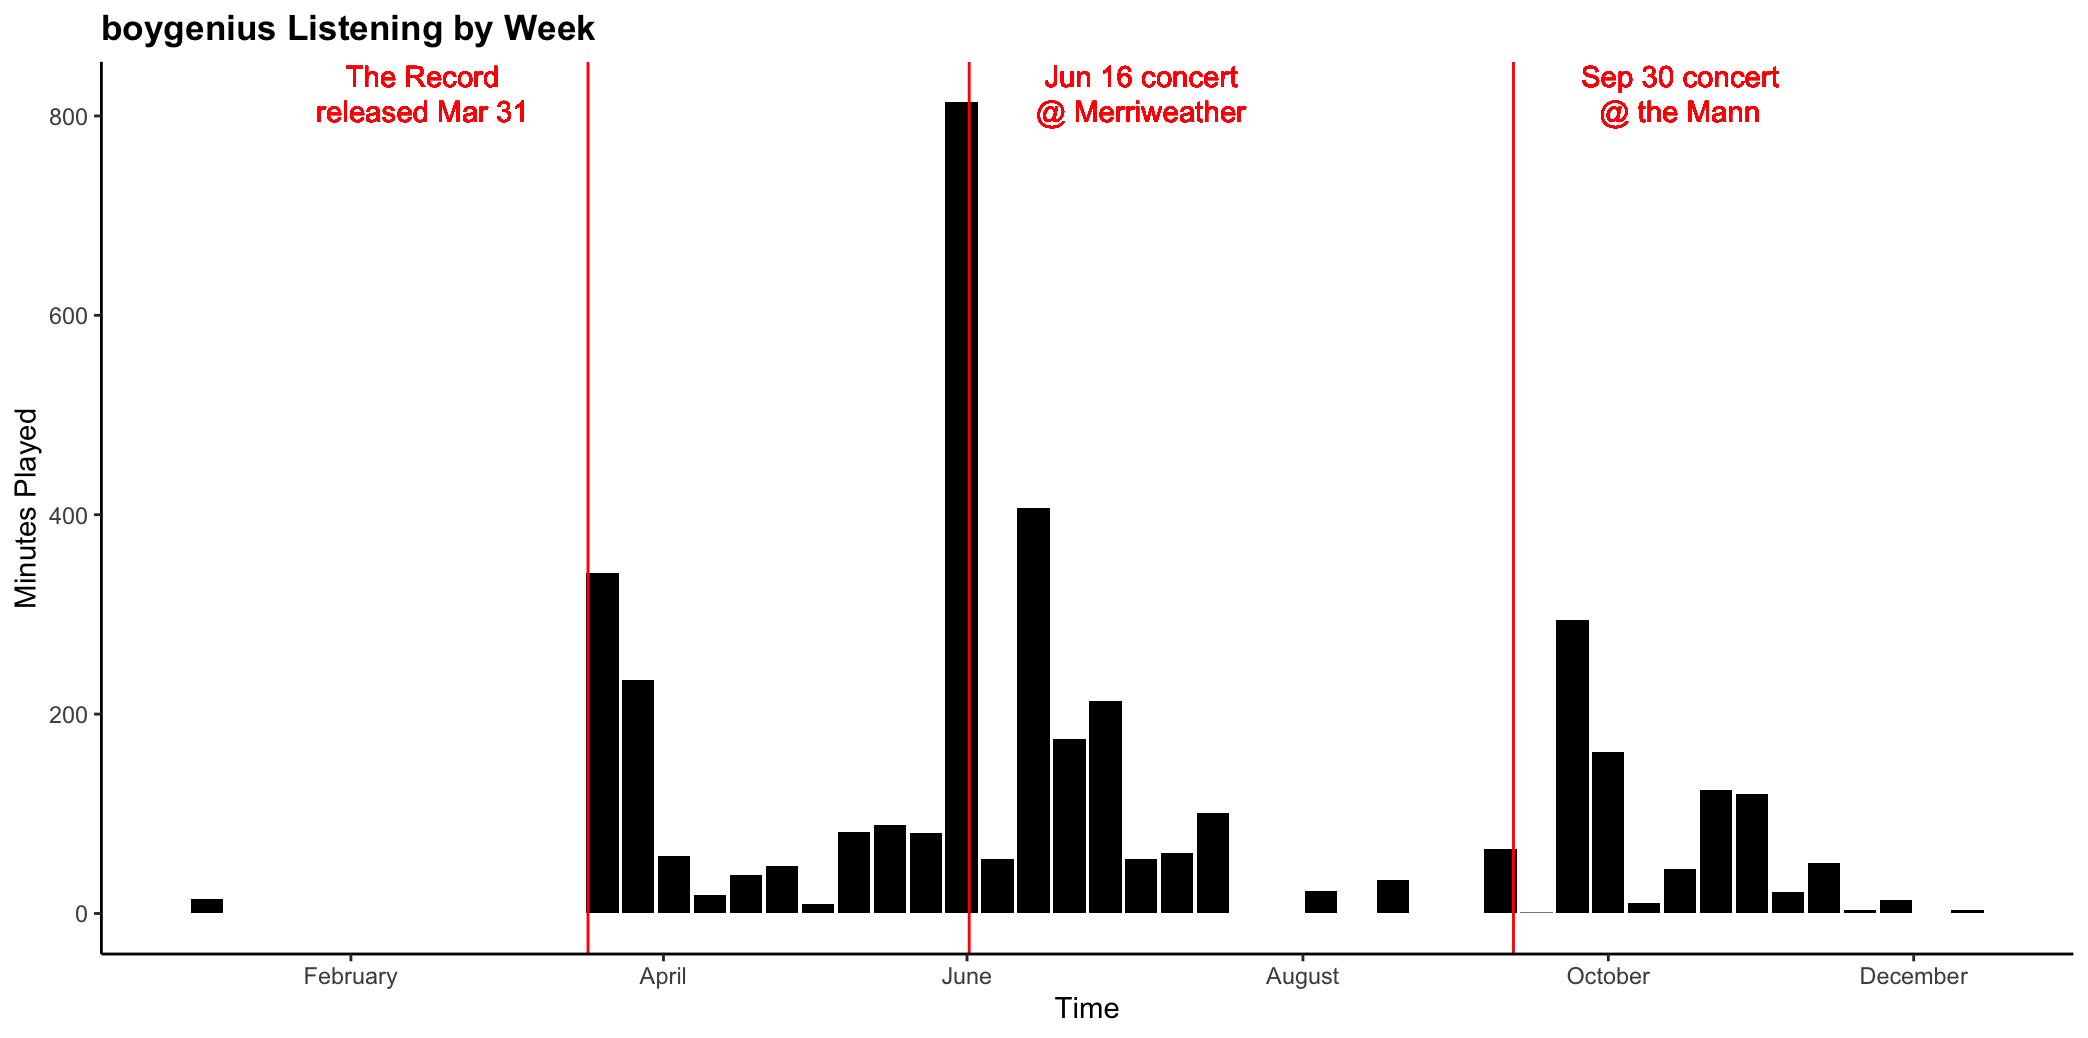 boygenius Listening by Week
The Record
released Mar 31
Jun 16 concert
@ Merriweather
Sep 30 concert
@ the Mann
800
600
400
200
0
Minutes Played
February
April
June
August
October
December
Time